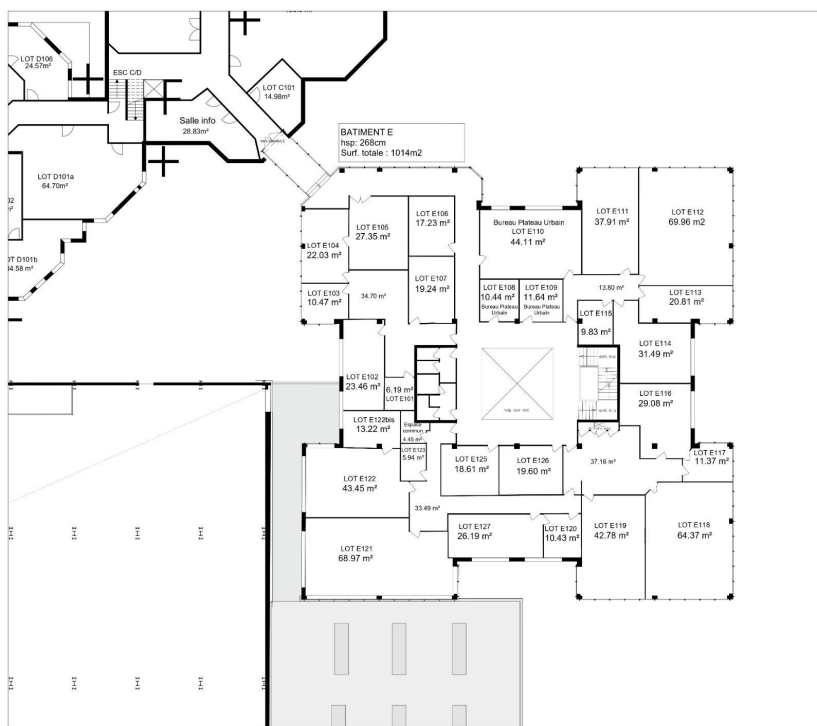 LOT D106
24.57m²
ESC C/D
LOT C101
14.98m²
Salle info
28.83m²
BATIMENT E
hsp: 268cm
Surf. totale : 1014m2
LOT D101a
64.70m²
LOT D101b
LOT E106
17.23 m²
LOT E105
27.35 m²
LOT E104
22.03 m²
Bureau Plateau Urbain
LOT E110
44.11 m²
LOT E111
37.91 m²
LOT E112
69.96 m2
LOT E107
19.24 m²
LOT E103
10.47 m²
34.70 m²
LOT E108
10.44 m²
Bureau Plateau
Urbain
LOT E109
11.64 m²
Bureau Plateau
Urbain
13.80 m²
LOT E113
20.81 m²
LOT E115
9.83 m²
LOT E114
31.49 m²
LOT E102
23.46 m²
6.19 m²
LOT E101
LOT E116
29.08 m²
LOT E122bis
13.22 m²
Espace
commun
4.45 m²
LOT E123
5.94 m²
LOT E125
18.61 m²
LOT E126
19.60 m²
37.16 m²
LOT E117
11.37 m²
LOT E122
43.45 m²
33.49 m²
LOT E127
26.19 m²
LOT E120
10.43 m²
LOT E119
42.78 m²
LOT E118
64.37 m²
LOT E121
68.97 m²